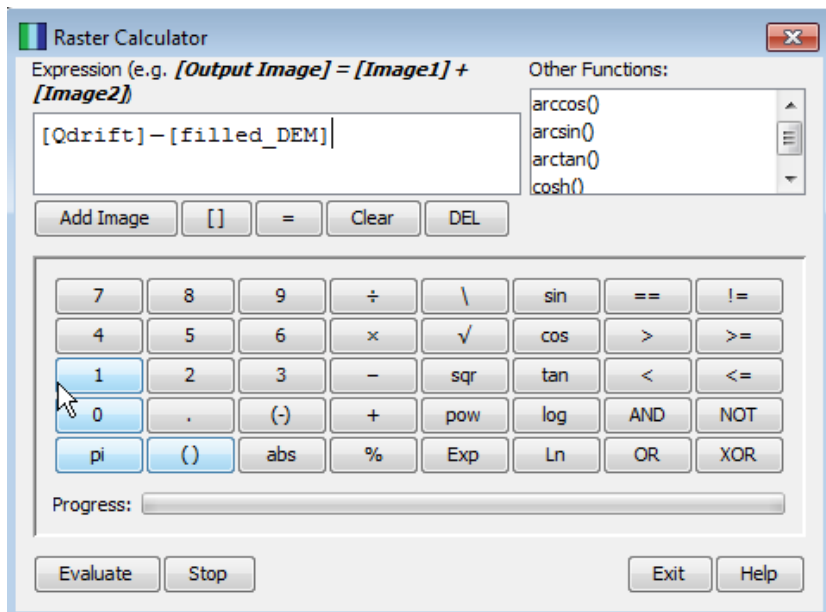 Raster Calculator
Expression (e.g. [Output Image] = [Image1] +
[Image2])
Other Functions:
[Qdrift]−[filled_DEM]
arccos()
arcsin()
arctan()
cosh()
Add Image [ ] = Clear DEL
7 8 9 ÷ \ sin == !=
4 5 6 × √ cos > >=
1 2 3 − sqr tan < <=
0 . (-) + pow log AND NOT
pi ( ) abs % Exp Ln OR XOR
Progress:
Evaluate Stop Exit Help